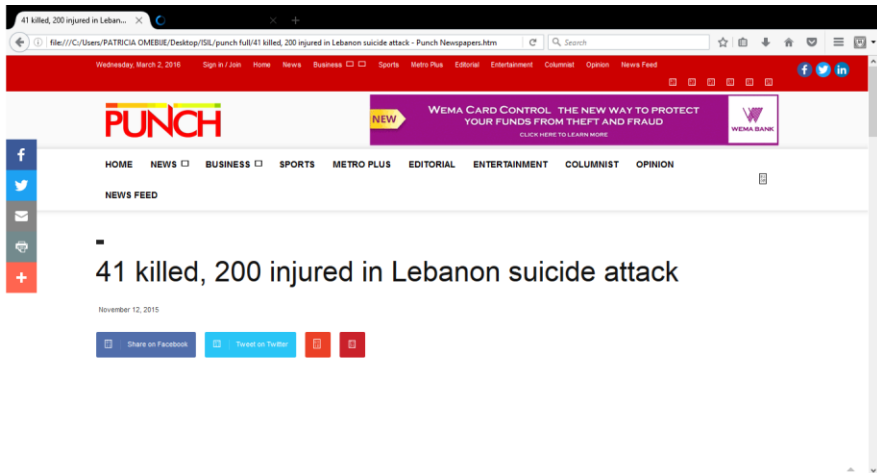 41 killed, 200 injured in Leban...
file:///C:/Users/PATRICIA OMEBUE/Desktop/ISIL/punch full/41 killed, 200 injured in Lebanon suicide attack - Punch Newspapers.htm
Search
Wednesday, March 2, 2016 Sign in / Join Home News Business Sports Metro Plus Editorial Entertainment Columnist Opinion News Feed
PUNCH
NEW
WEMA CARD CONTROL THE NEW WAY TO PROTECT
YOUR FUNDS FROM THEFT AND FRAUD
CLICK HERE TO LEARN MORE
WEMA BANK
HOME NEWS BUSINESS SPORTS METRO PLUS EDITORIAL ENTERTAINMENT COLUMNIST OPINION
NEWS FEED
41 killed, 200 injured in Lebanon suicide attack
November 12, 2015
Share on Facebook Tweet on Twitter